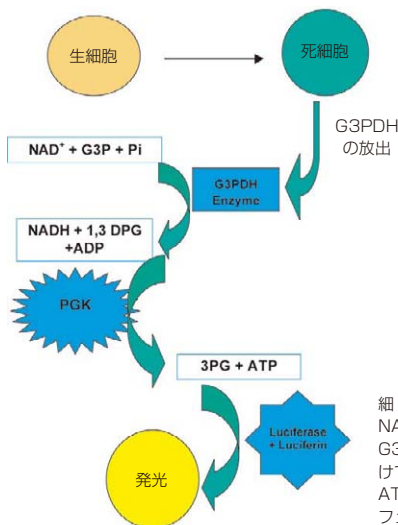 生細胞
死細胞
G3PDH
の放出
NAD⁺ + G3P + Pi
G3PDH
Enzyme
NADH + 1,3 DPG
+ADP
PGK
3PG + ATP
Luciferase
+ Luciferin
発光
細
NA
G3
け
AT
フ